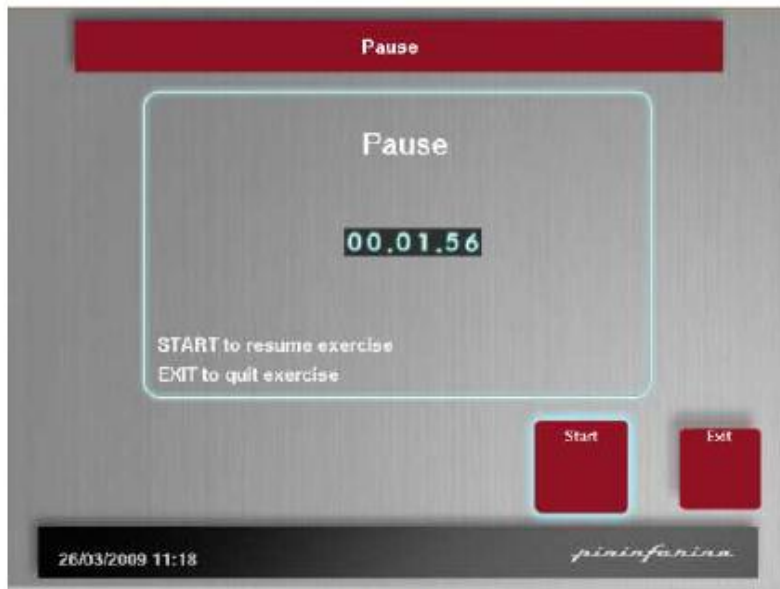 Pause
Pause
00.01.56
START to resume exercise
EXIT to quit exercise
Start
Exit
26/03/2009 11:18
pininfarina